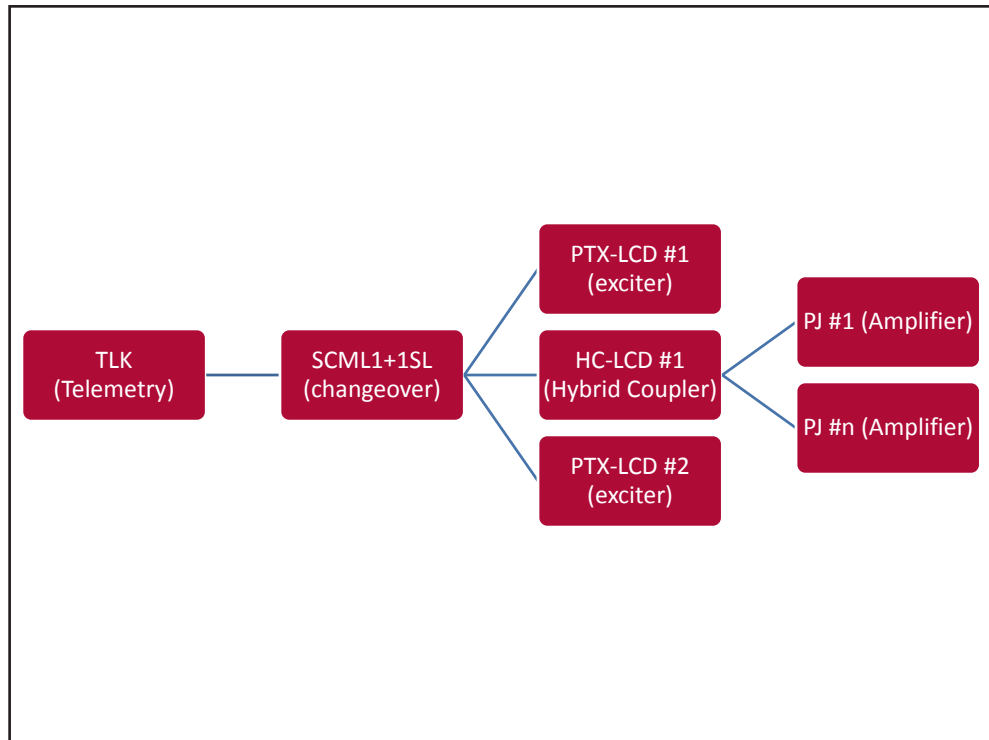 TLK
(Telemetry)
SCML1+1SL
(changeover)
PTX-LCD #1
(exciter)
HC-LCD #1
(Hybrid Coupler)
PTX-LCD #2
(exciter)
PJ #1 (Amplifier)
PJ #n (Amplifier)